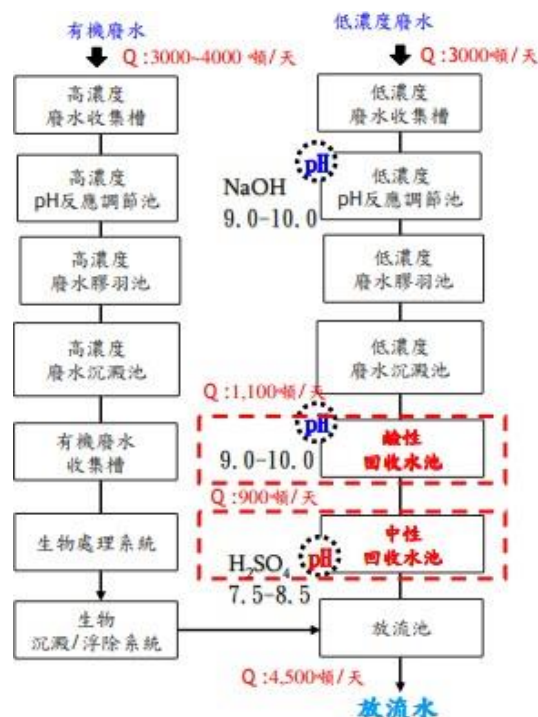 有機廢水
Q:3000~4000噸/天
高濃度
廢水收集槽
高濃度
pH反應調節池
高濃度
廢水膠羽池
高濃度
廢水沉澱池
有機廢水
收集槽
生物處理系統
生物
沉澱/浮除系統
低濃度廢水
Q:3000噸/天
低濃度
廢水收集槽
pH
NaOH
9.0-10.0
低濃度
pH反應調節池
低濃度
廢水膠羽池
低濃度
廢水沉澱池
Q:1,100噸/天
pH
9.0-10.0
鹼性
回收水池
Q:900噸/天
中性
回收水池
H₂SO₄
pH
7.5-8.5
放流池
Q:4,500噸/天
放流水